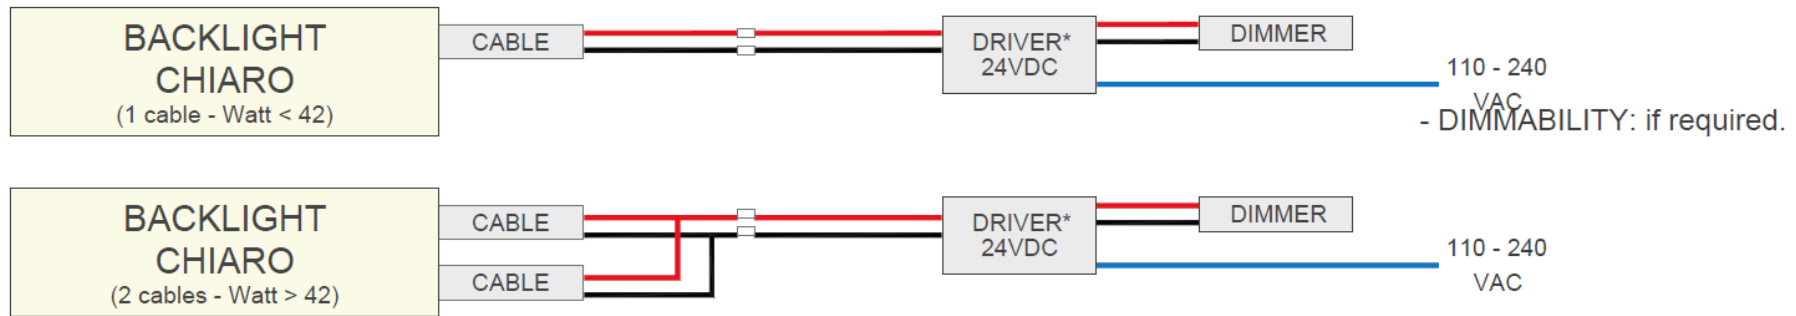 BACKLIGHT
CHIARO
(1 cable - Watt < 42)
CABLE
DRIVER*
24VDC
DIMMER
110 - 240
VAC
- DIMMABILITY: if required.
BACKLIGHT
CHIARO
(2 cables - Watt > 42)
CABLE
CABLE
DRIVER*
24VDC
DIMMER
110 - 240
VAC